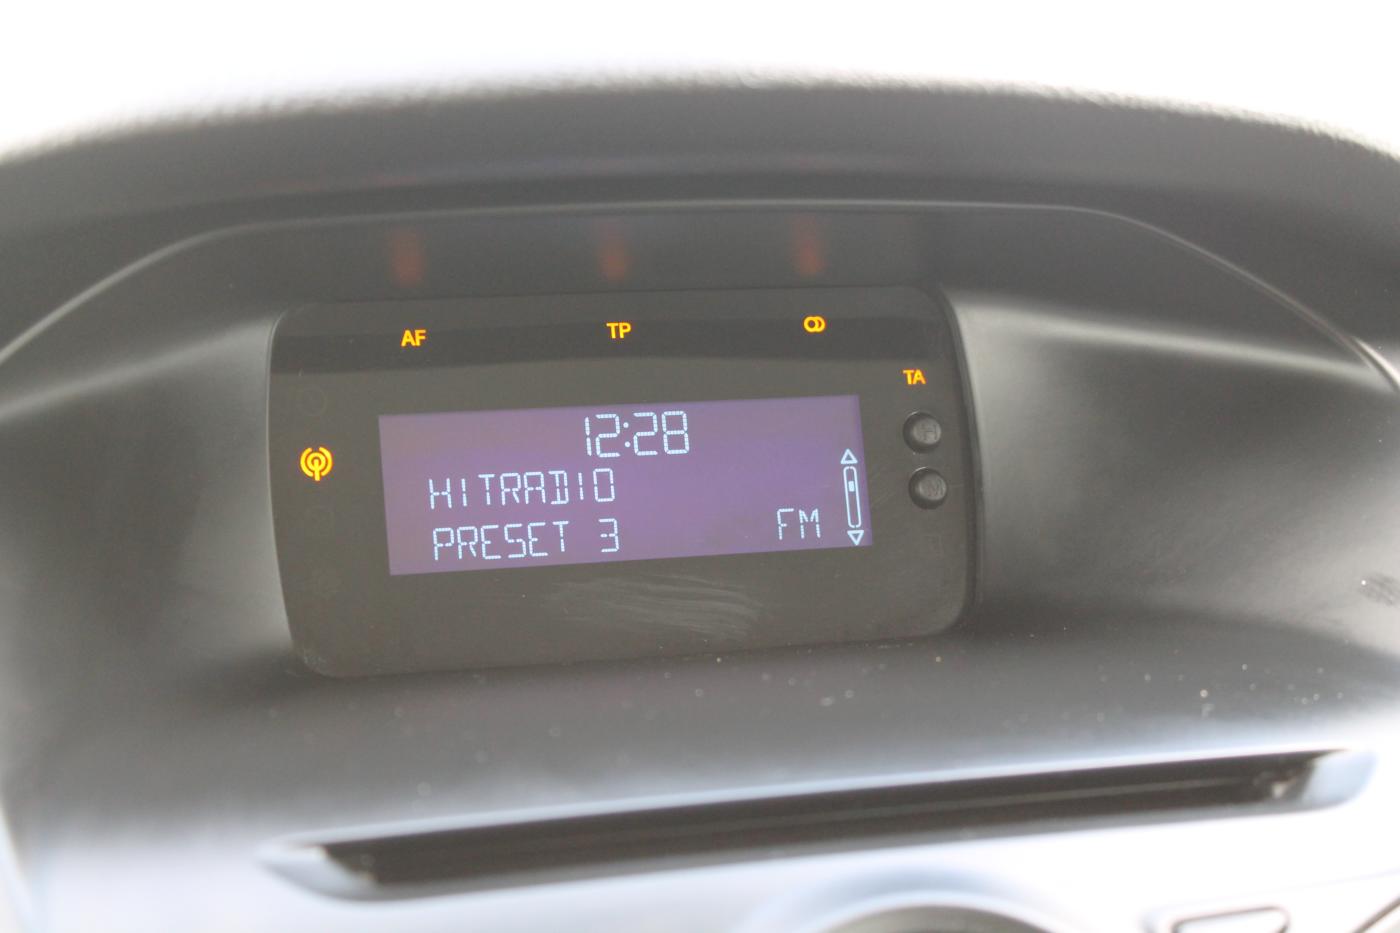 AF TP
TA
12:28
H
HITRADIO
M
PRESET 3 FM